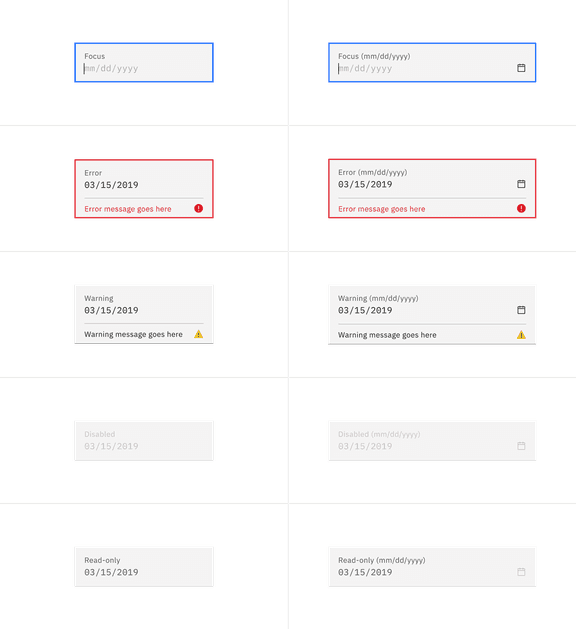 Focus
mm/dd/yyyy
Focus (mm/dd/yyyy)
mm/dd/yyyy
Error
03/15/2019
Error message goes here
Error (mm/dd/yyyy)
03/15/2019
Error message goes here
Warning
03/15/2019
Warning message goes here
Warning (mm/dd/yyyy)
03/15/2019
Warning message goes here
Disabled
03/15/2019
Disabled (mm/dd/yyyy)
03/15/2019
Read-only
03/15/2019
Read-only (mm/dd/yyyy)
03/15/2019